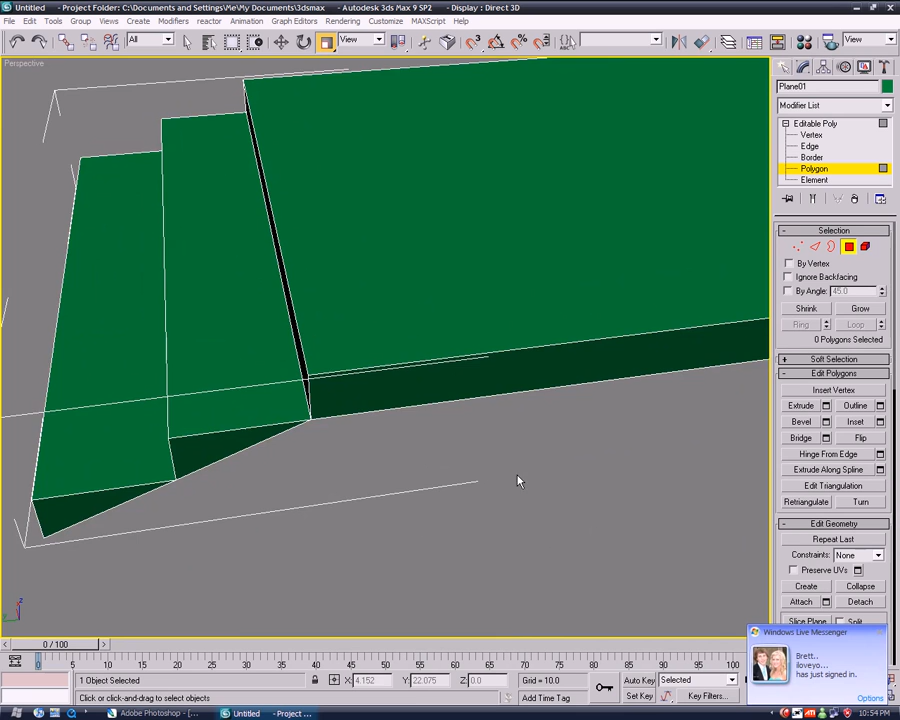 Untitled - Project Folder: C:\Documents and Settings\Me\My Documents\3dsmax - Autodesk 3ds Max 9 SP2 - Display : Direct 3D
File Edit Tools Group Views Create Modifiers reactor Animation Graph Editors Rendering Customize MAXScript Help
All View View
Perspective
Plane01
Modifier List
Editable Poly
Vertex
Edge
Border
Polygon
Element
- Selection
By Vertex
Ignore Backfacing
By Angle: 45.0
Shrink Grow
Ring Loop
0 Polygons Selected
+ Soft Selection
- Edit Polygons
Insert Vertex
Extrude Outline
Bevel Inset
Bridge Flip
Hinge From Edge
Extrude Along Spline
Edit Triangulation
Retriangulate Turn
- Edit Geometry
Repeat Last
Constraints: None
Preserve UVs
Create Collapse
Attach Detach
Slice Plane Split
Windows Live Messenger
Brett..
iloveyo...
has just signed in.
Options
z
0 / 100
0 5 10 15 20 25 30 35 40 45 50 55 60 65 70 75 80 85 90 95 100
1 Object Selected X: 4.152 Y: 22.075 Z: 0.0 Grid = 10.0 Auto Key Selected
Click or click-and-drag to select objects Add Time Tag Set Key Key Filters...
start Adobe Photoshop - [... Untitled - Project ... 10:54 PM